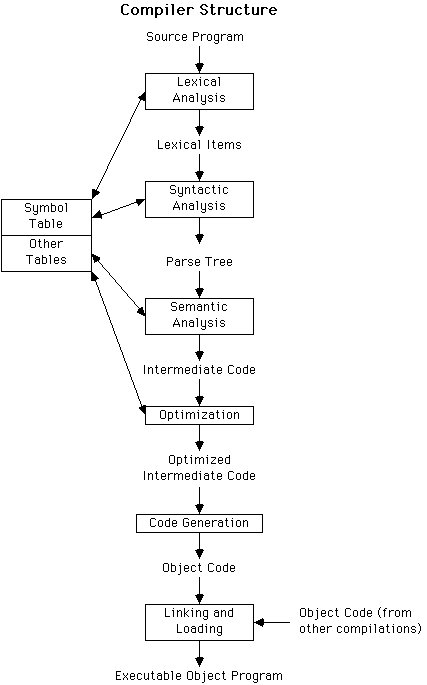 Compiler Structure
Source Program
Lexical
Analysis
Lexical Items
Syntactic
Analysis
Symbol
Table
Other
Tables
Parse Tree
Semantic
Analysis
Intermediate Code
Optimization
Optimized
Intermediate Code
Code Generation
Object Code
Linking and
Loading
Object Code (from
other compilations)
Executable Object Program